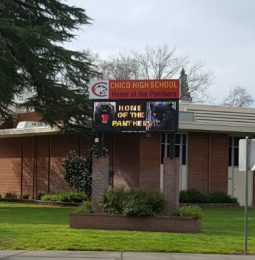 CHICO HIGH SCHOOL
Home of the Panthers
HOME OF
THE
PANTHERS